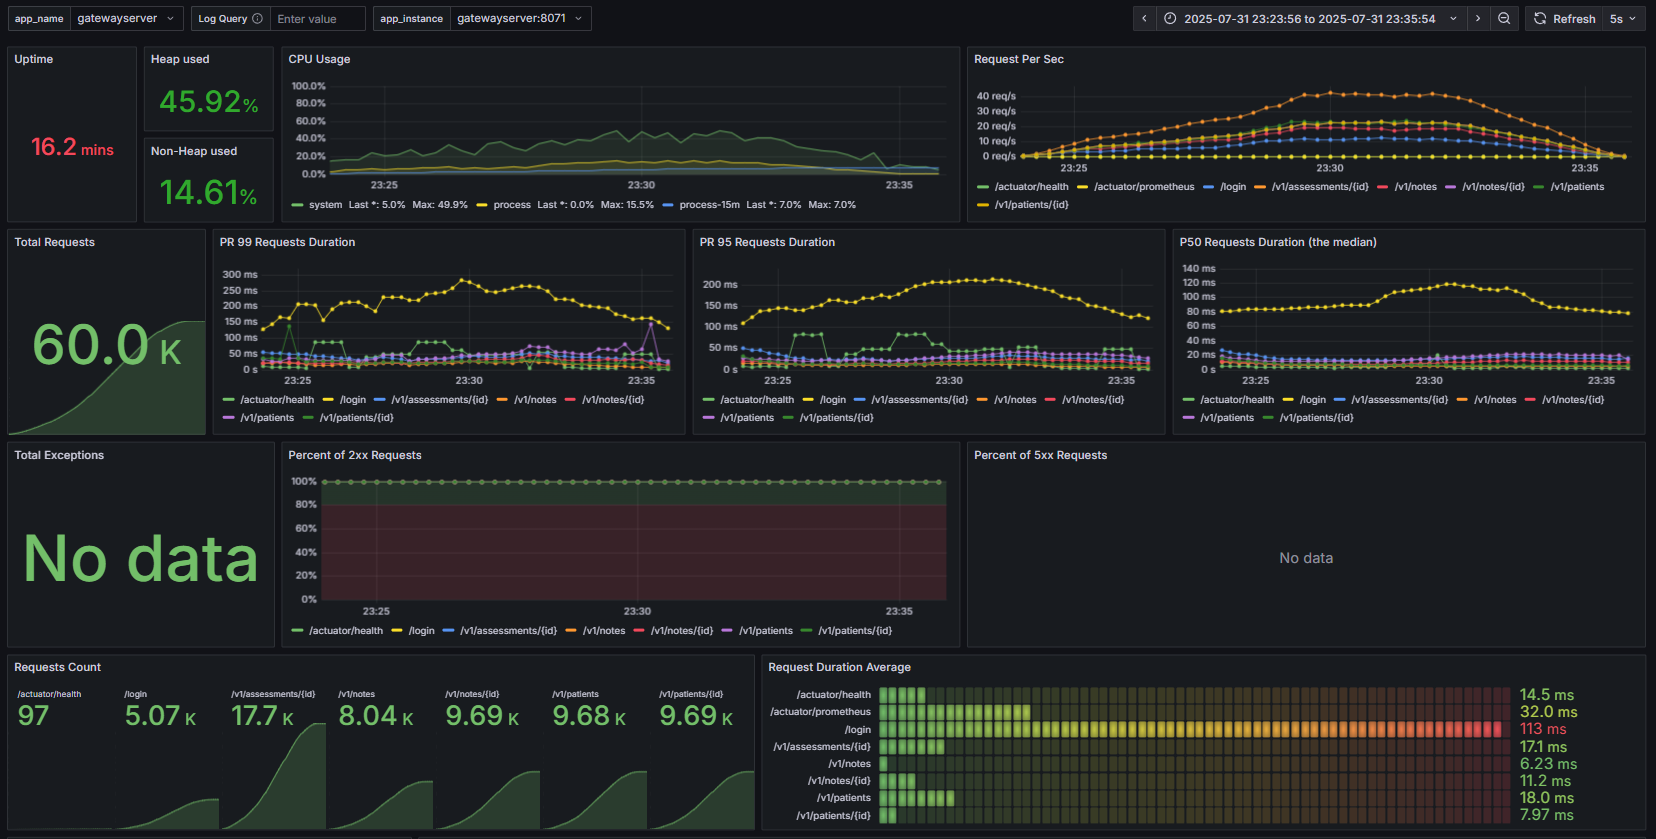 app_name gatewayserver Log Query Enter value app_instance gatewayserver:8071 2025-07-31 23:23:56 to 2025-07-31 23:35:54 Refresh 5s
Uptime
16.2 mins
Heap used
45.92%
Non-Heap used
14.61%
CPU Usage
100.0%
80.0%
60.0%
40.0%
20.0%
0.0%
23:25 23:30 23:35
system Last *: 5.0% Max: 49.9% process Last *: 0.0% Max: 15.5% process-15m Last *: 7.0% Max: 7.0%
Request Per Sec
40 req/s
30 req/s
20 req/s
10 req/s
0 req/s
23:25 23:30 23:35
/actuator/health /actuator/prometheus /login /v1/assessments/{id} /v1/notes /v1/notes/{id} /v1/patients
/v1/patients/{id}
Total Requests
60.0 K
PR 99 Requests Duration
300 ms
250 ms
200 ms
150 ms
100 ms
50 ms
0 s
23:25 23:30 23:35
/actuator/health /login /v1/assessments/{id} /v1/notes /v1/notes/{id}
/v1/patients /v1/patients/{id}
PR 95 Requests Duration
200 ms
150 ms
100 ms
50 ms
0 s
23:25 23:30 23:35
/actuator/health /login /v1/assessments/{id} /v1/notes /v1/notes/{id}
/v1/patients /v1/patients/{id}
P50 Requests Duration (the median)
140 ms
120 ms
100 ms
80 ms
60 ms
40 ms
20 ms
0 s
23:25 23:30 23:35
/actuator/health /login /v1/assessments/{id} /v1/notes /v1/notes/{id}
/v1/patients /v1/patients/{id}
Total Exceptions
No data
Percent of 2xx Requests
100%
80%
60%
40%
20%
0%
23:25 23:30 23:35
/actuator/health /login /v1/assessments/{id} /v1/notes /v1/notes/{id} /v1/patients /v1/patients/{id}
Percent of 5xx Requests
No data
Requests Count
/actuator/health /login /v1/assessments/{id} /v1/notes /v1/notes/{id} /v1/patients /v1/patients/{id}
97 5.07 K 17.7 K 8.04 K 9.69 K 9.68 K 9.69 K
Request Duration Average
/actuator/health 14.5 ms
/actuator/prometheus 32.0 ms
/login 113 ms
/v1/assessments/{id} 17.1 ms
/v1/notes 6.23 ms
/v1/notes/{id} 11.2 ms
/v1/patients 18.0 ms
/v1/patients/{id} 7.97 ms